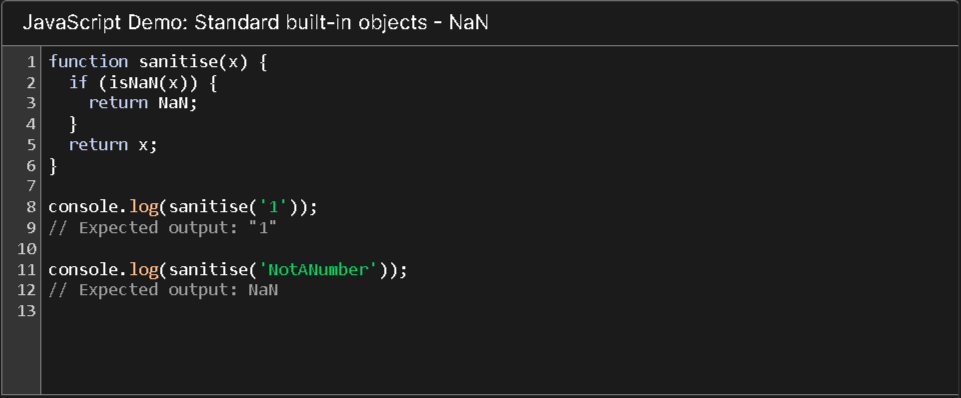 JavaScript Demo: Standard built-in objects - NaN
1 function sanitise(x) {
2   if (isNaN(x)) {
3     return NaN;
4   }
5   return x;
6 }
7
8 console.log(sanitise('1'));
9 // Expected output: "1"
10
11 console.log(sanitise('NotANumber'));
12 // Expected output: NaN
13